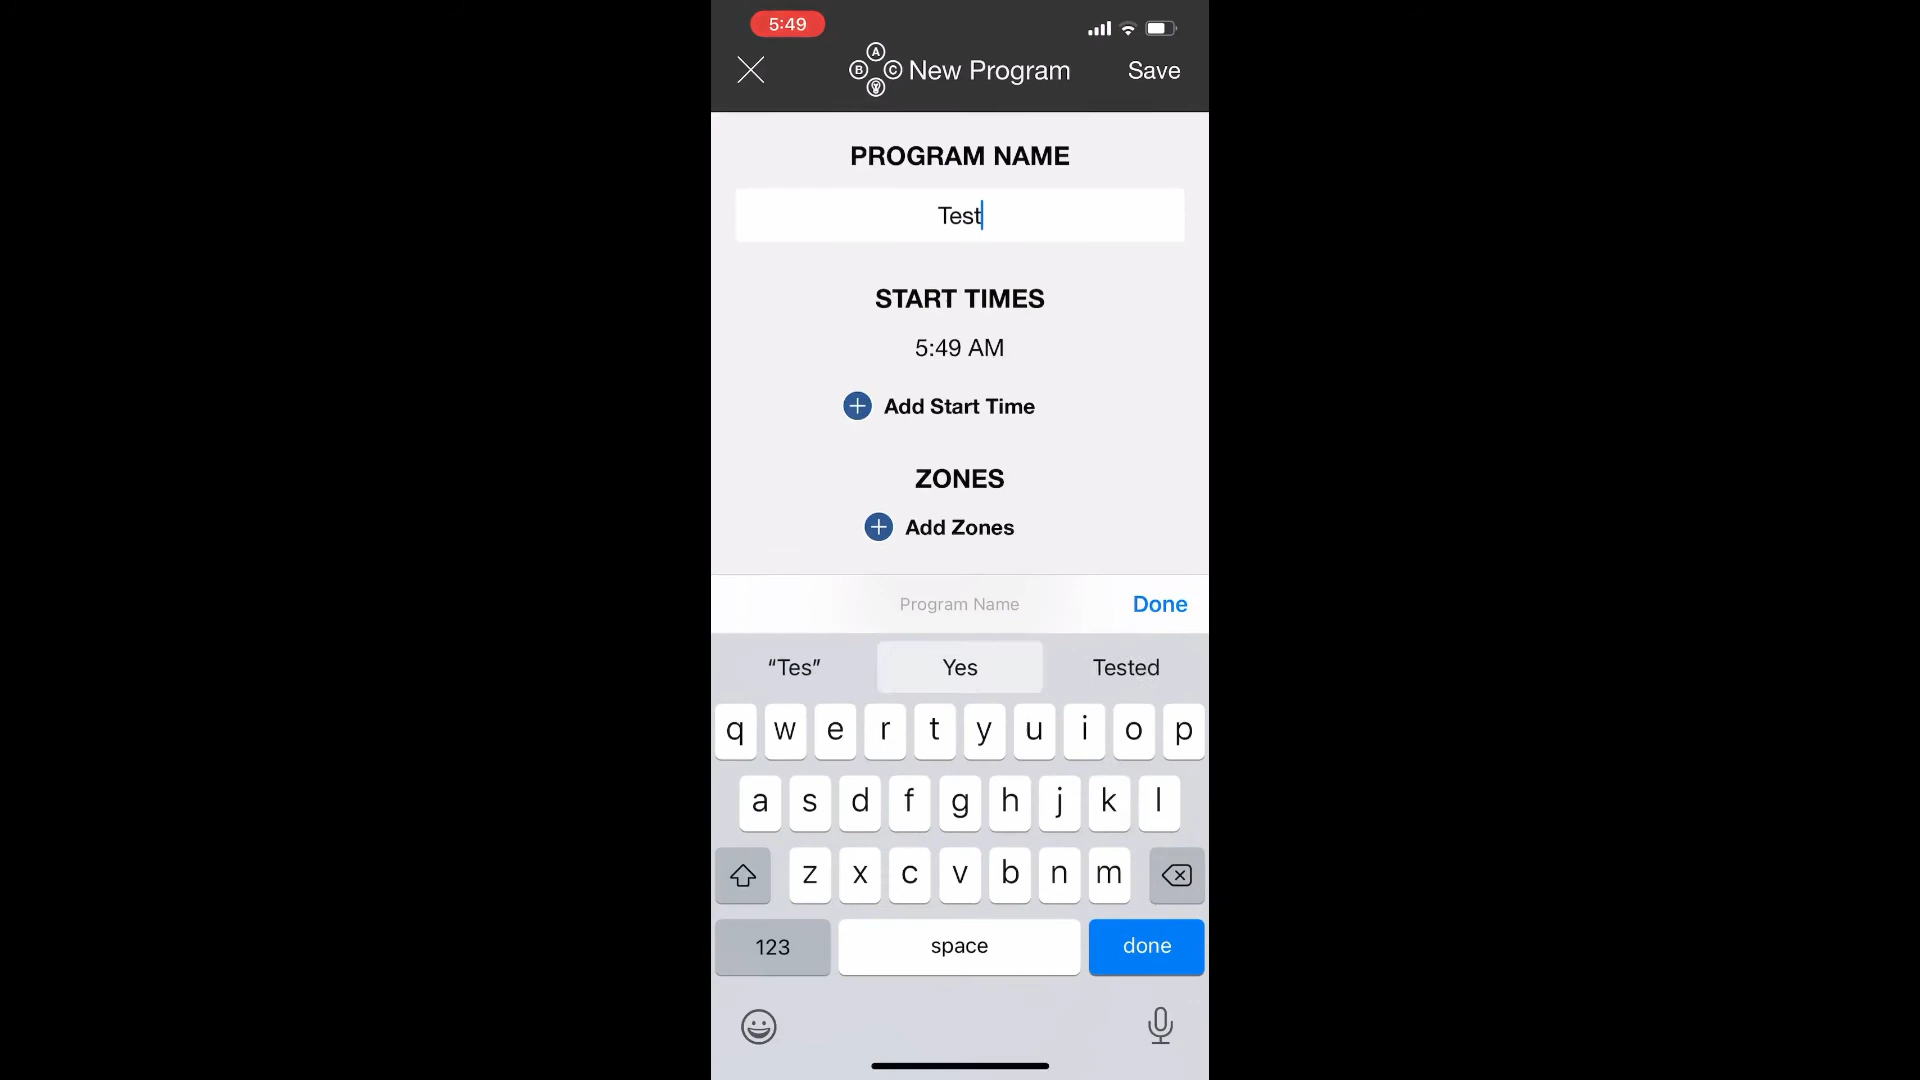 5:49
A
B C New Program Save
PROGRAM NAME
Test
START TIMES
5:49 AM
Add Start Time
ZONES
Add Zones
Program Name Done
“Tes” Yes Tested
q w e r t y u i o p
a s d f g h j k l
z x c v b n m
123 space done